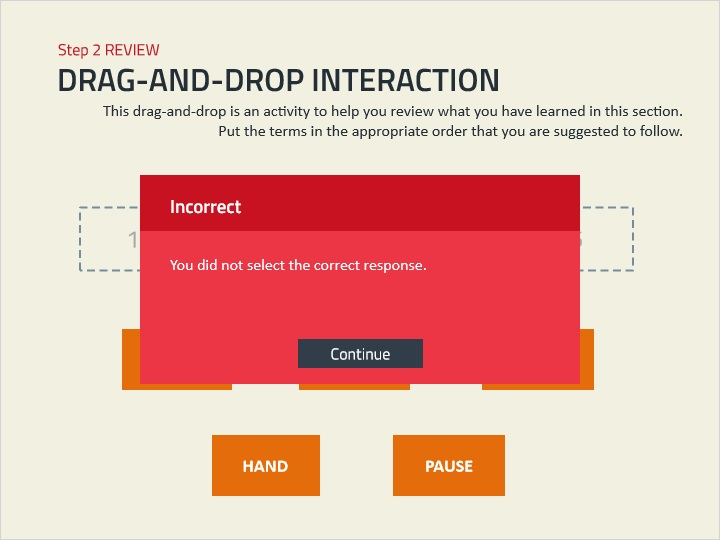 Step 2 REVIEW
DRAG-AND-DROP INTERACTION
This drag-and-drop is an activity to help you review what you have learned in this section.
Put the terms in the appropriate order that you are suggested to follow.
Incorrect
1
You did not select the correct response.
Continue
HAND
PAUSE